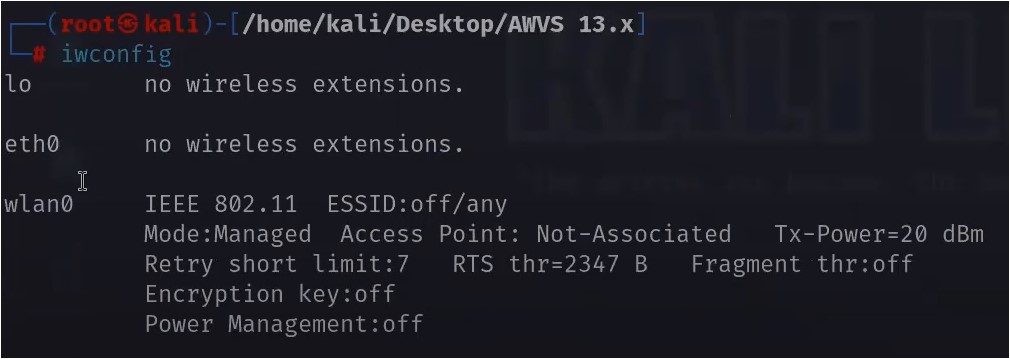 (root㉿kali)-[/home/kali/Desktop/AWVS 13.x]
# iwconfig
lo        no wireless extensions.
eth0      no wireless extensions.
wlan0     IEEE 802.11  ESSID:off/any
          Mode:Managed  Access Point: Not-Associated   Tx-Power=20 dBm
          Retry short limit:7   RTS thr=2347 B   Fragment thr:off
          Encryption key:off
          Power Management:off
KALI L